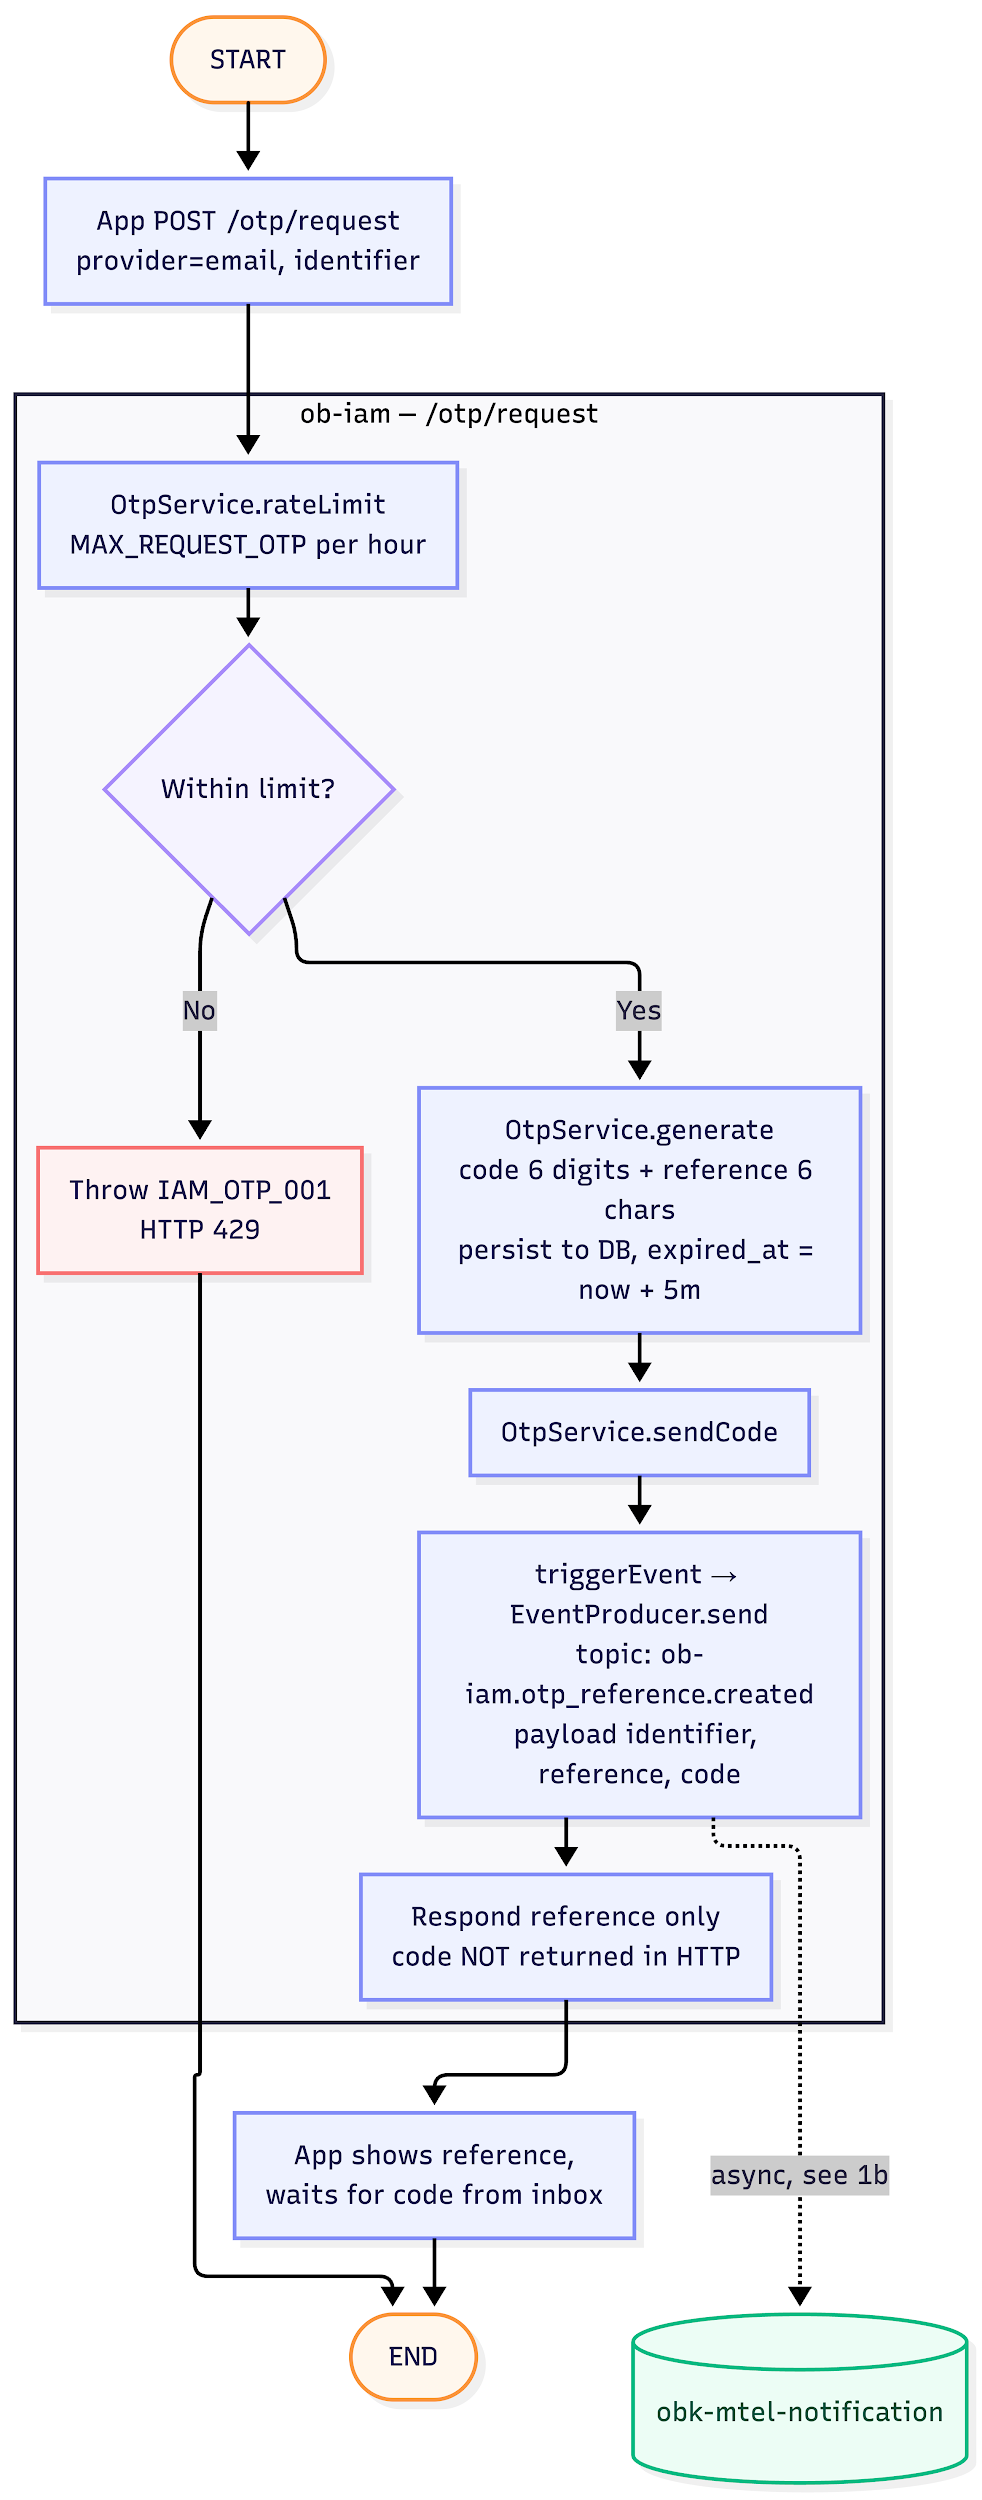 START
App POST /otp/request
provider=email, identifier
ob-iam — /otp/request
OtpService.rateLimit
MAX_REQUEST_OTP per hour
Within limit?
No
Yes
OtpService.generate
code 6 digits + reference 6
chars
persist to DB, expired_at =
now + 5m
Throw IAM_OTP_001
HTTP 429
OtpService.sendCode
triggerEvent →
EventProducer.send
topic: ob-
iam.otp_reference.created
payload identifier,
reference, code
Respond reference only
code NOT returned in HTTP
App shows reference,
waits for code from inbox
async, see 1b
END
obk-mtel-notification